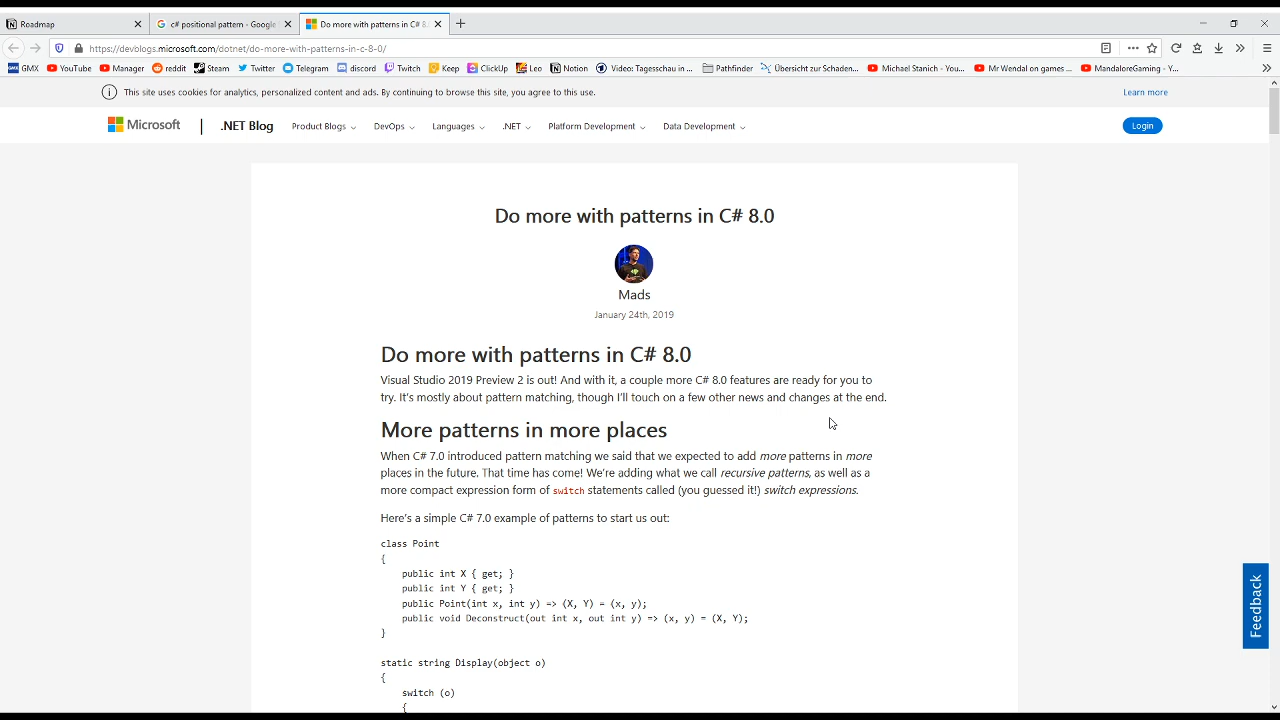 Roadmap
c# positional pattern - Google
Do more with patterns in C# 8.
https://devblogs.microsoft.com/dotnet/do-more-with-patterns-in-c-8-0/
GMX YouTube Manager reddit Steam Twitter Telegram discord Twitch Keep ClickUp Notion Video: Tagesschau in ... Pathfinder Übersicht zur Schaden... Michael Stanich - You... Mr Wendal on games ... MandaloreGaming - Y...
This site uses cookies for analytics, personalized content and ads. By continuing to browse this site, you agree to this use.
Learn more
Microsoft | .NET Blog Product Blogs DevOps Languages .NET Platform Development Data Development Login
Do more with patterns in C# 8.0
Mads
January 24th, 2019
Do more with patterns in C# 8.0
Visual Studio 2019 Preview 2 is out! And with it, a couple more C# 8.0 features are ready for you to
try. It's mostly about pattern matching, though I'll touch on a few other news and changes at the end.
More patterns in more places
When C# 7.0 introduced pattern matching we said that we expected to add more patterns in more
places in the future. That time has come! We're adding what we call recursive patterns, as well as a
more compact expression form of switch statements called (you guessed it!) switch expressions.
Here's a simple C# 7.0 example of patterns to start us out:
class Point
{
public int X { get; }
public int Y { get; }
public Point(int x, int y) => (X, Y) = (x, y);
public void Deconstruct(out int x, out int y) => (x, y) = (X, Y);
}
static string Display(object o)
{
switch (o)
{
Feedback